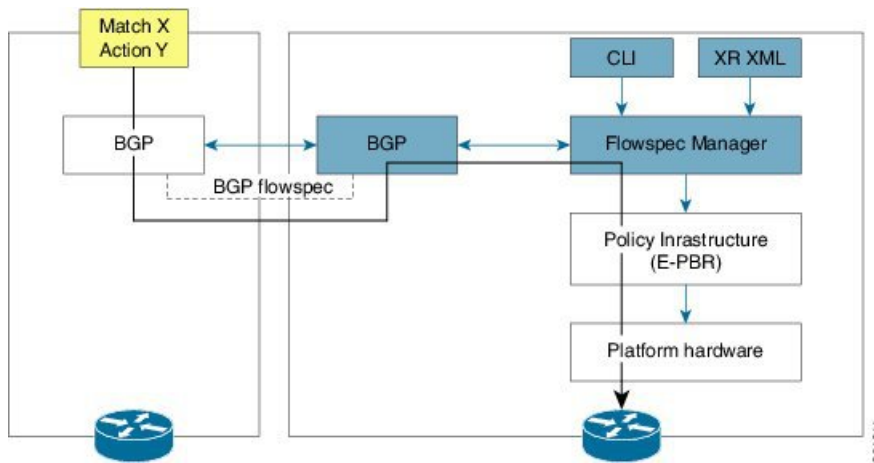 Match X
Action Y
CLI
XR XML
BGP
BGP
Flowspec Manager
BGP flowspec
Policy Inrastructure
(E-PBR)
Platform hardware